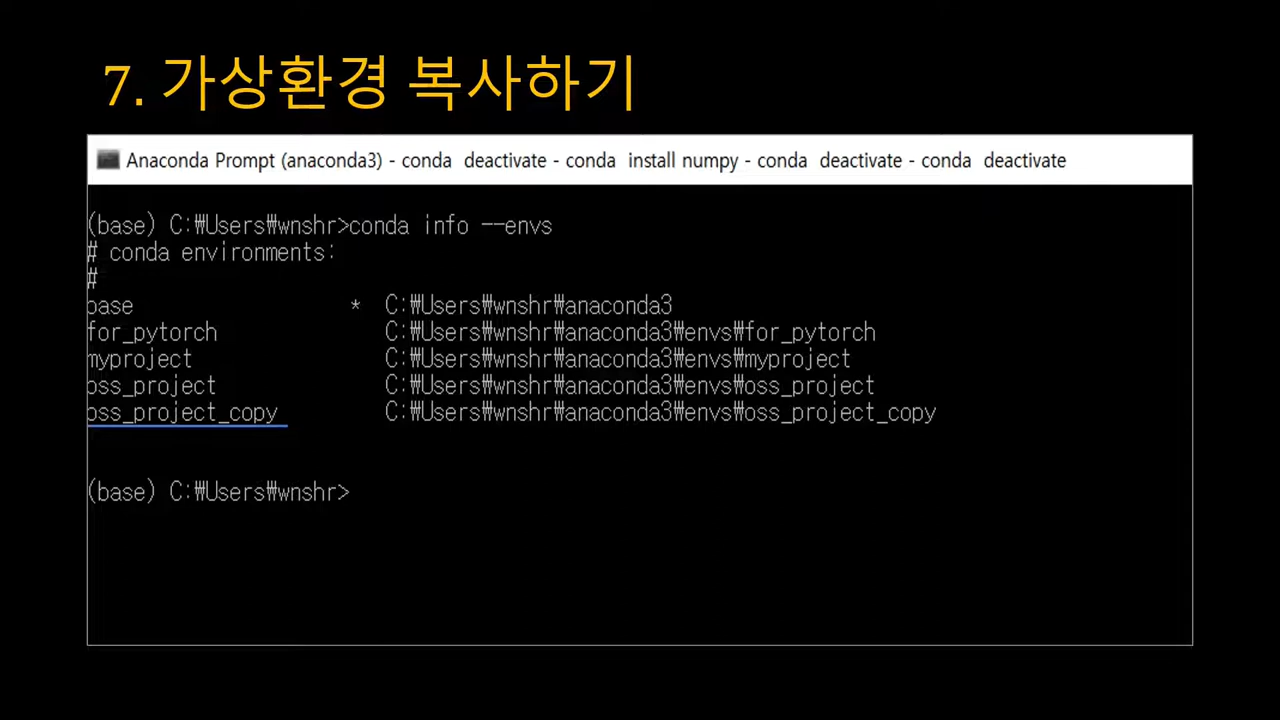 7. 가상환경 복사하기
Anaconda Prompt (anaconda3) - conda deactivate - conda install numpy - conda deactivate - conda deactivate
(base) C:₩Users₩wnshr>conda info --envs
# conda environments:
#
base * C:₩Users₩wnshr₩anaconda3
for_pytorch C:₩Users₩wnshr₩anaconda3₩envs₩for_pytorch
myproject C:₩Users₩wnshr₩anaconda3₩envs₩myproject
oss_project C:₩Users₩wnshr₩anaconda3₩envs₩oss_project
oss_project_copy C:₩Users₩wnshr₩anaconda3₩envs₩oss_project_copy
(base) C:₩Users₩wnshr>